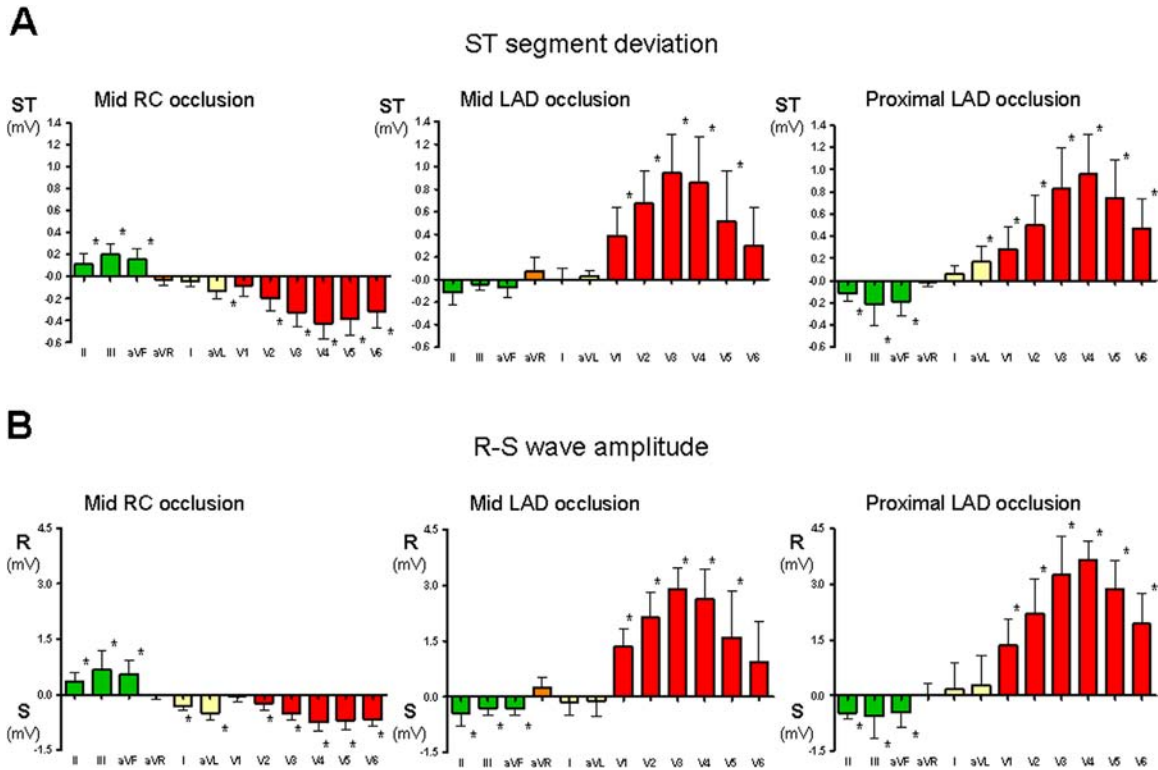 A
ST segment deviation
Mid RC occlusion
Mid LAD occlusion
Proximal LAD occlusion
ST
(mV)
1.4
1.2
1.0
0.8
0.6
0.4
0.2
-0.0
-0.2
-0.4
-0.6
* * * * * * * * *
II III aVF aVR I aVL V1 V2 V3 V4 V5 V6
ST
(mV)
1.4
1.2
1.0
0.8
0.6
0.4
0.2
-0.0
-0.2
-0.4
-0.6
* * * * *
II III aVF aVR I aVL V1 V2 V3 V4 V5 V6
ST
(mV)
1.4
1.2
1.0
0.8
0.6
0.4
0.2
-0.0
-0.2
-0.4
-0.6
* * * * * * * * * *
II III aVF aVR I aVL V1 V2 V3 V4 V5 V6
B
R-S wave amplitude
Mid RC occlusion
Mid LAD occlusion
Proximal LAD occlusion
R
(mV)
S
(mV)
4.5
3.0
1.5
0.0
-1.5
* * * * * * * * * *
II III aVF aVR I aVL V1 V2 V3 V4 V5 V6
R
(mV)
S
(mV)
4.5
3.0
1.5
0.0
-1.5
* * * * * * * *
II III aVF aVR I aVL V1 V2 V3 V4 V5 V6
R
(mV)
S
(mV)
4.5
3.0
1.5
0.0
-1.5
* * * * * * * * *
II III aVF aVR I aVL V1 V2 V3 V4 V5 V6